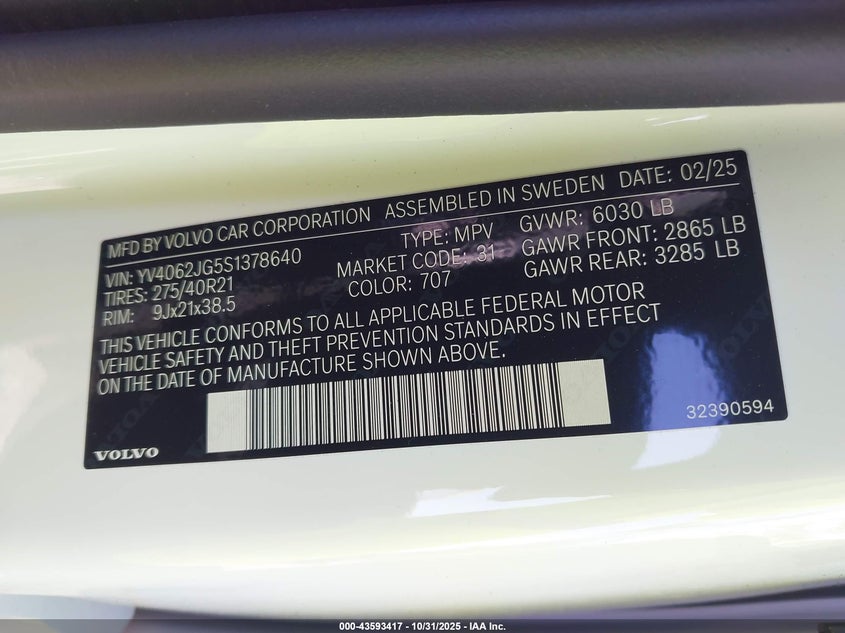 MFD BY VOLVO CAR CORPORATION ASSEMBLED IN SWEDEN DATE: 02/25
VIN: YV4062JG5S1378640 TYPE: MPV GVWR: 6030 LB
TIRES: 275/40R21 MARKET CODE: 31 GAWR FRONT: 2865 LB
RIM: 9Jx21x38.5 COLOR: 707 GAWR REAR: 3285 LB
THIS VEHICLE CONFORMS TO ALL APPLICABLE FEDERAL MOTOR
VEHICLE SAFETY AND THEFT PREVENTION STANDARDS IN EFFECT
ON THE DATE OF MANUFACTURE SHOWN ABOVE.
32390594
VOLVO
000-43593417 - 10/31/2025 - IAA Inc.